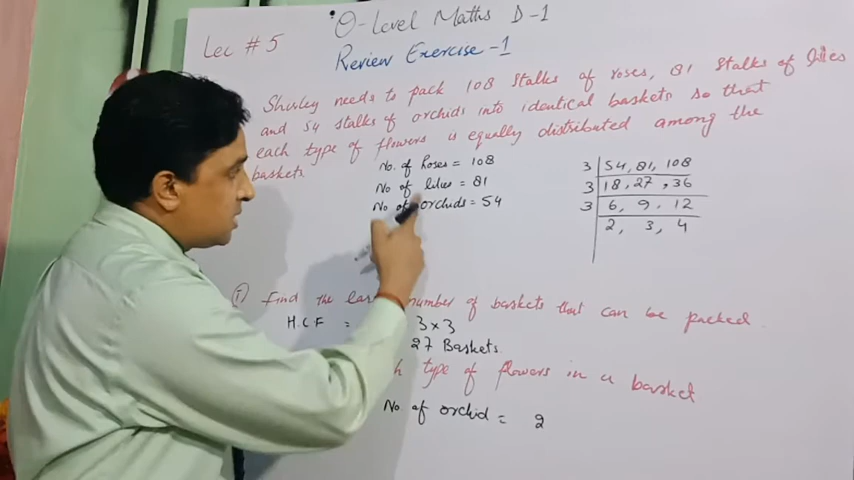 Lec # 5
O-Level Maths D-1
Review Exercise-1
Shirley needs to pack 108 stalks of roses, 81 stalks of lilies
and 54 stalks of orchids into identical baskets so that
each type of flowers is equally distributed among the
baskets.
No. of Roses = 108
No of lilies = 81
No of orchids = 54
3 | 54, 81, 108
3 | 18, 27, 36
3 | 6, 9, 12
2, 3, 4
i) Find the number of baskets that can be packed
H.C.F = 3×3
27 Baskets.
type of flowers in a basket
No. of orchid = 2